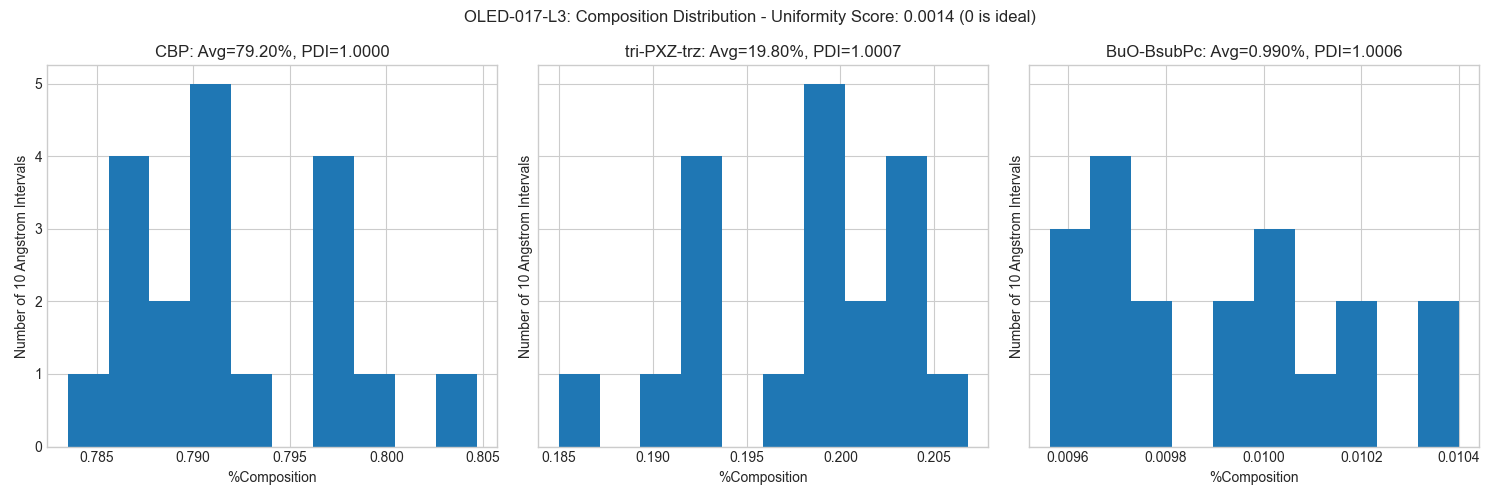 OLED-017-L3: Composition Distribution - Uniformity Score: 0.0014 (0 is ideal)
CBP: Avg=79.20%, PDI=1.0000
Number of 10 Angstrom Intervals
5
4
3
2
1
0
0.785
0.790
0.795
0.800
0.805
%Composition
tri-PXZ-trz: Avg=19.80%, PDI=1.0007
Number of 10 Angstrom Intervals
0.185
0.190
0.195
0.200
0.205
%Composition
BuO-BsubPc: Avg=0.990%, PDI=1.0006
Number of 10 Angstrom Intervals
0.0096
0.0098
0.0100
0.0102
0.0104
%Composition